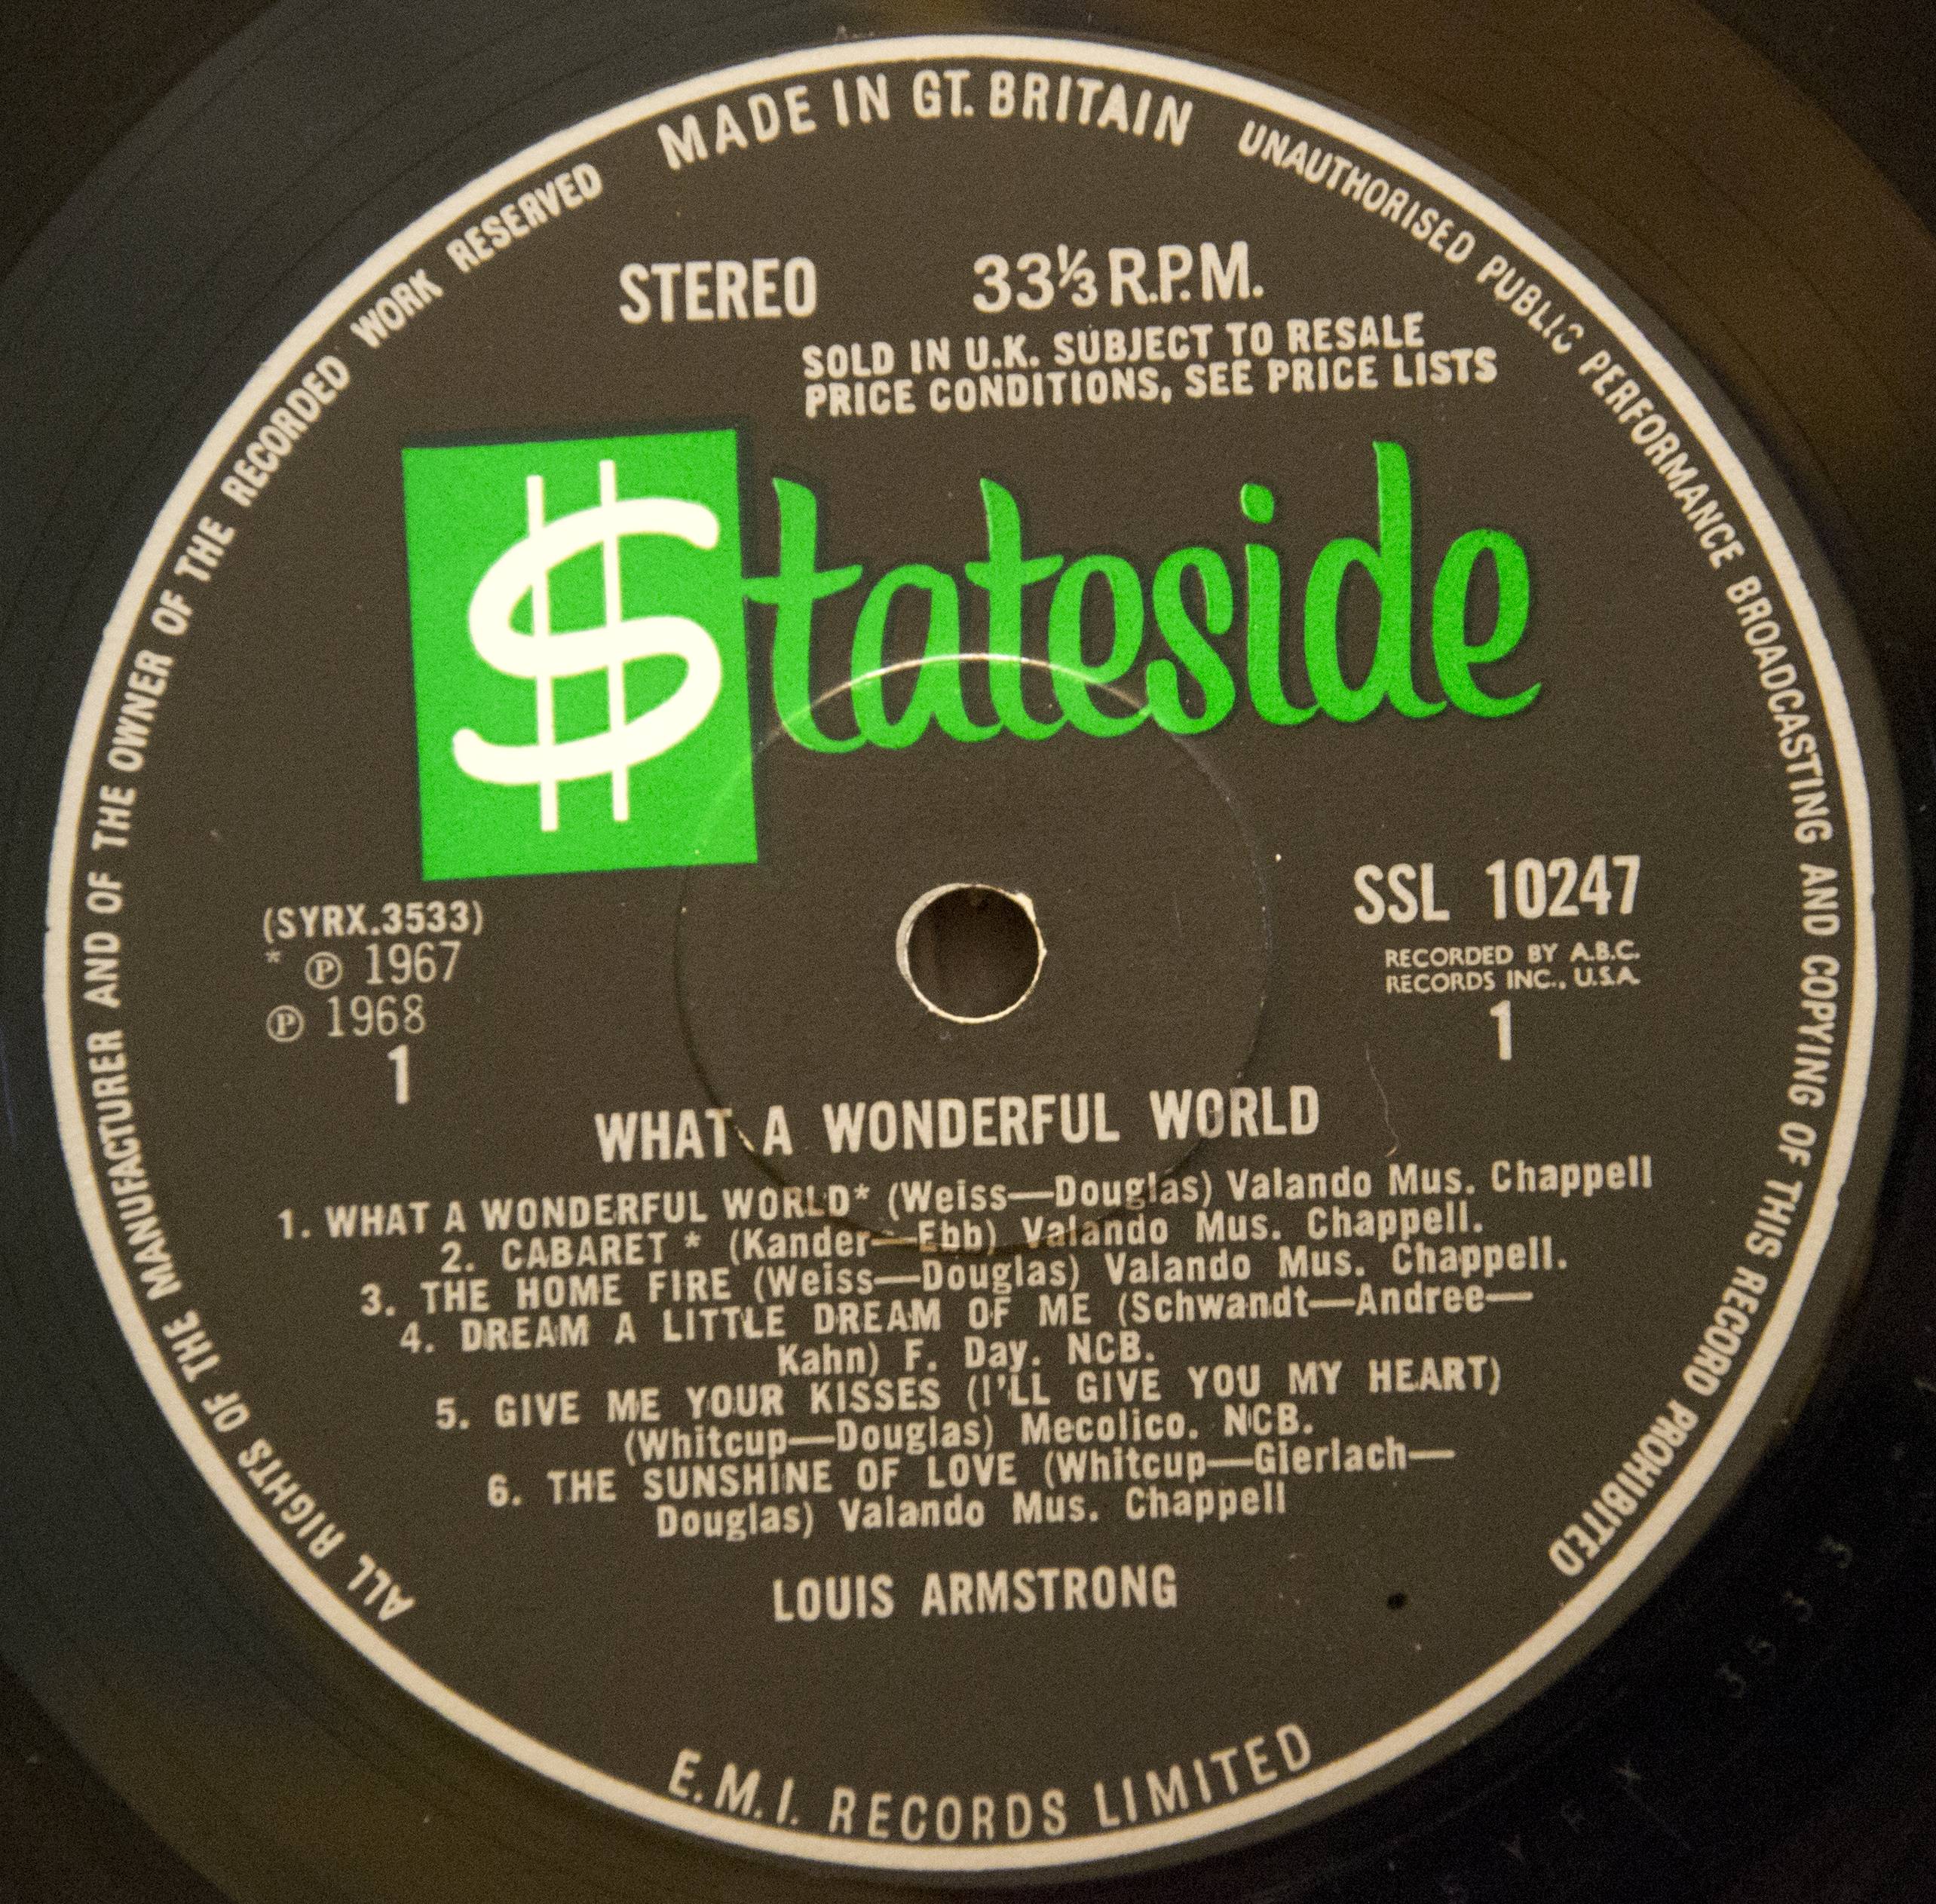 MADE IN GT. BRITAIN
UNAUTHORISED PUBLIC PERFORMANCE BROADCASTING AND COPYING OF THIS RECORD PROHIBITED
ALL RIGHTS OF THE MANUFACTURER AND OF THE OWNER OF THE RECORDED WORK RESERVED
STEREO 33⅓ R.P.M.
SOLD IN U.K. SUBJECT TO RESALE
PRICE CONDITIONS, SEE PRICE LISTS
$tateside
(SYRX.3533)
* ℗ 1967
℗ 1968
1
SSL 10247
RECORDED BY A.B.C.
RECORDS INC., U.S.A.
1
WHAT A WONDERFUL WORLD
1. WHAT A WONDERFUL WORLD* (Weiss—Douglas) Valando Mus. Chappell
2. CABARET * (Kander—Ebb) Valando Mus. Chappell.
3. THE HOME FIRE (Weiss—Douglas) Valando Mus. Chappell.
4. DREAM A LITTLE DREAM OF ME (Schwandt—Andree—
Kahn) F. Day. NCB.
5. GIVE ME YOUR KISSES (I'LL GIVE YOU MY HEART)
(Whitcup—Douglas) Mecolico. NCB.
6. THE SUNSHINE OF LOVE (Whitcup—Gierlach—
Douglas) Valando Mus. Chappell
LOUIS ARMSTRONG
E.M.I. RECORDS LIMITED